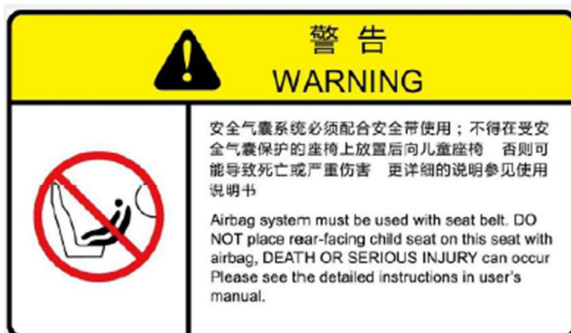 警告
WARNING
安全气囊系统必须配合安全带使用；不得在受安
全气囊保护的座椅上放置后向儿童座椅 否则可
能导致死亡或严重伤害 更详细的说明参见使用
说明书
Airbag system must be used with seat belt. DO
NOT place rear-facing child seat on this seat with
airbag, DEATH OR SERIOUS INJURY can occur
Please see the detailed instructions in user's
manual.